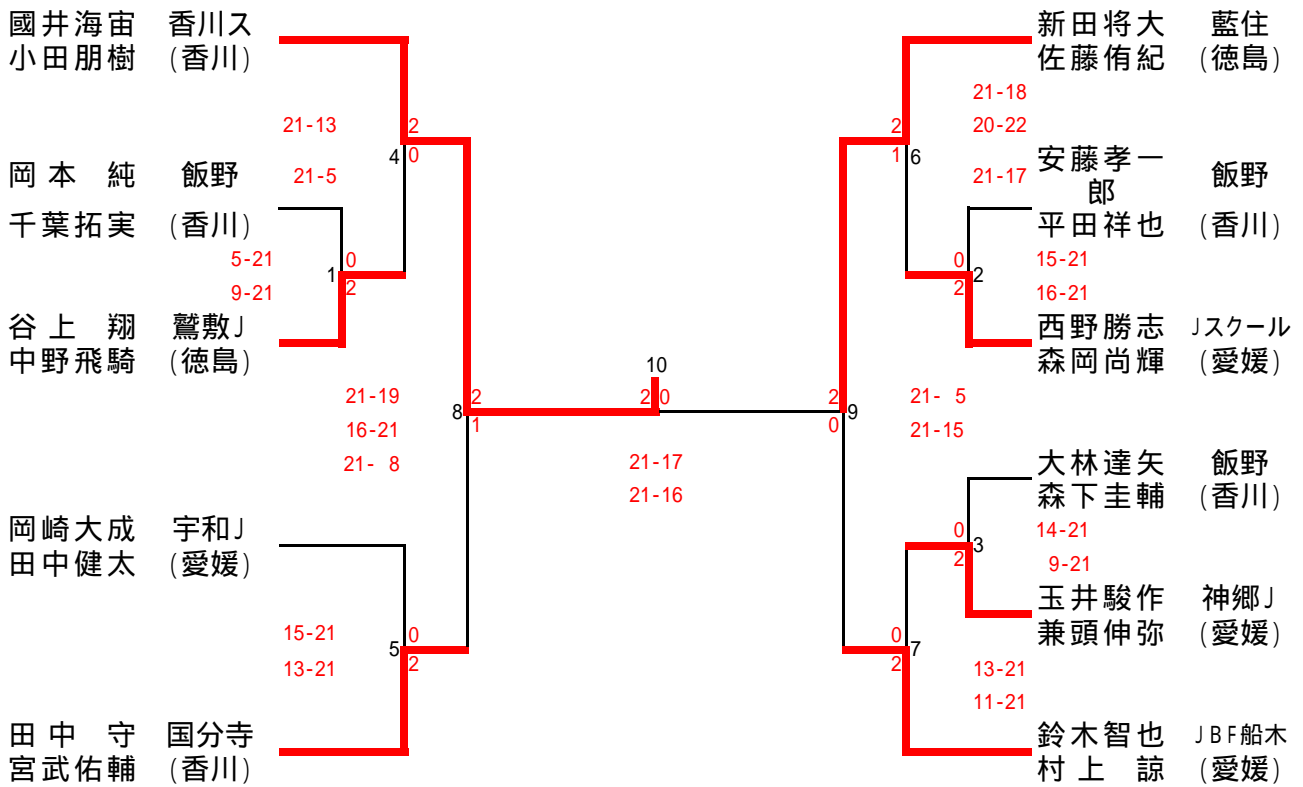 國井海宙 香川ス
小田朋樹 (香川)
21-13
2
4
0
岡本 純 飯野
21-5
千葉拓実 (香川)
5-21
0
1
9-21
2
谷上 翔 鷲敷J
中野飛騎 (徳島)
21-19
2
8
16-21
1
21- 8
岡崎大成 宇和J
田中健太 (愛媛)
15-21
0
5
13-21
2
田中 守 国分寺
宮武佑輔 (香川)
10
2 0
21-17
21-16
新田将大 藍住
佐藤侑紀 (徳島)
21-18
2
20-22
1
6
安藤孝一
郎
飯野
21-17
平田祥也 (香川)
0
15-21
2
2
16-21
西野勝志 Jスクール
森岡尚輝 (愛媛)
2
21- 5
9
0
21-15
大林達矢 飯野
森下圭輔 (香川)
0
14-21
3
2
9-21
玉井駿作 神郷J
兼頭伸弥 (愛媛)
0
7
2
13-21
11-21
鈴木智也 JBF船木
村上 諒 (愛媛)